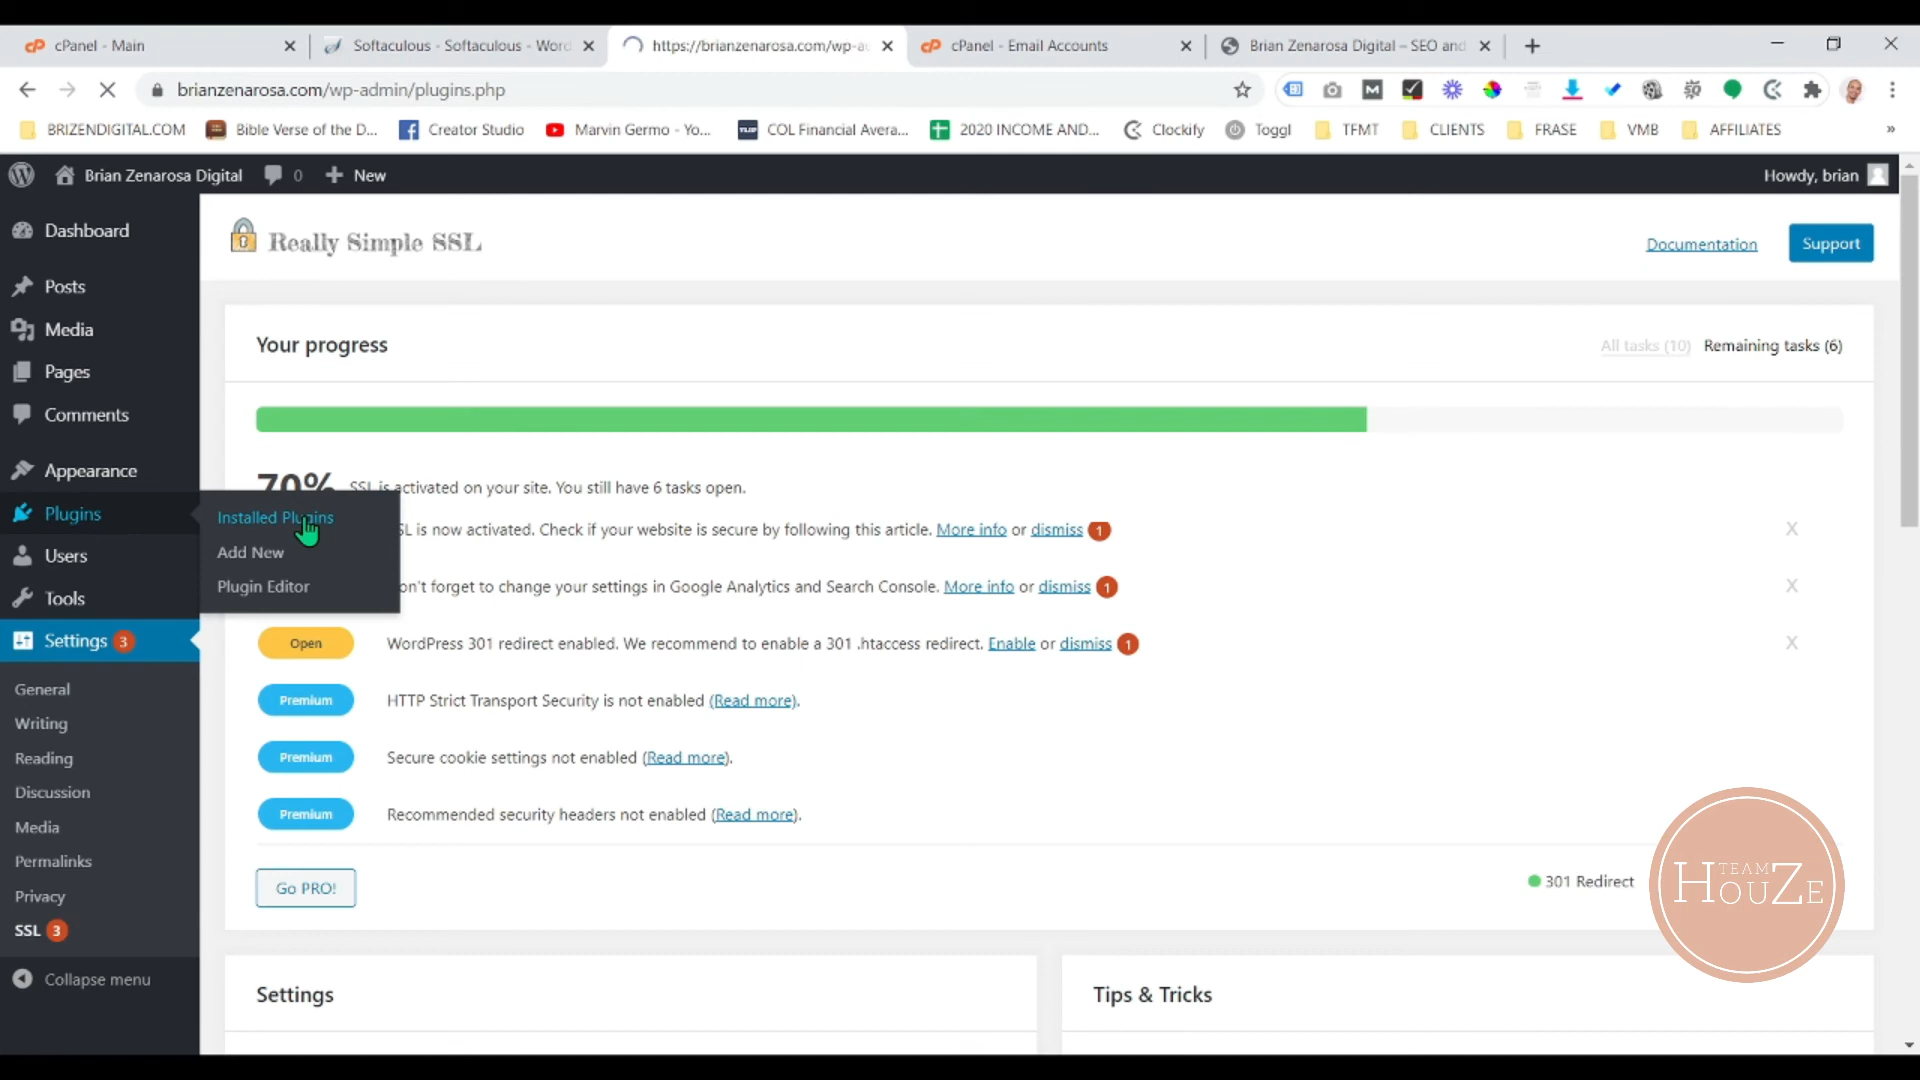 cPanel - Main
Softaculous - Softaculous - Word
https://brianzenarosa.com/wp-a
cPanel - Email Accounts
Brian Zenarosa Digital – SEO and
brianzenarosa.com/wp-admin/plugins.php
BRIZENDIGITAL.COM
Bible Verse of the D...
Creator Studio
Marvin Germo - Yo...
COL Financial Avera...
2020 INCOME AND...
Clockify
Toggl
TFMT
CLIENTS
FRASE
VMB
AFFILIATES
»
Brian Zenarosa Digital
0
New
Howdy, brian
Dashboard
Posts
Media
Pages
Comments
Appearance
Plugins
Users
Tools
Settings 3
General
Writing
Reading
Discussion
Media
Permalinks
Privacy
SSL 3
Collapse menu
Installed Plugins
Add New
Plugin Editor
Really Simple SSL
Documentation
Support
Your progress
All tasks (10)
Remaining tasks (6)
70%
SSL is activated on your site. You still have 6 tasks open.
SL is now activated. Check if your website is secure by following this article. More info or dismiss 1
X
on't forget to change your settings in Google Analytics and Search Console. More info or dismiss 1
X
Open
WordPress 301 redirect enabled. We recommend to enable a 301 .htaccess redirect. Enable or dismiss 1
X
Premium
HTTP Strict Transport Security is not enabled (Read more).
Premium
Secure cookie settings not enabled (Read more).
Premium
Recommended security headers not enabled (Read more).
Go PRO!
301 Redirect
TEAM
HOUZE
Settings
Tips & Tricks